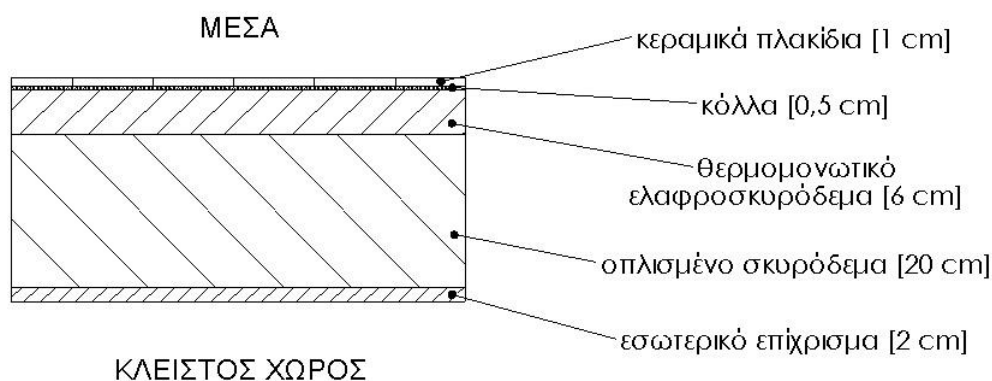 ΜΕΣΑ
κεραμικά πλακίδια [1 cm]
κόλλα [0,5 cm]
θερμομονωτικό
ελαφροσκυρόδεμα [6 cm]
οπλισμένο σκυρόδεμα [20 cm]
εσωτερικό επίχρισμα [2 cm]
ΚΛΕΙΣΤΟΣ ΧΩΡΟΣ